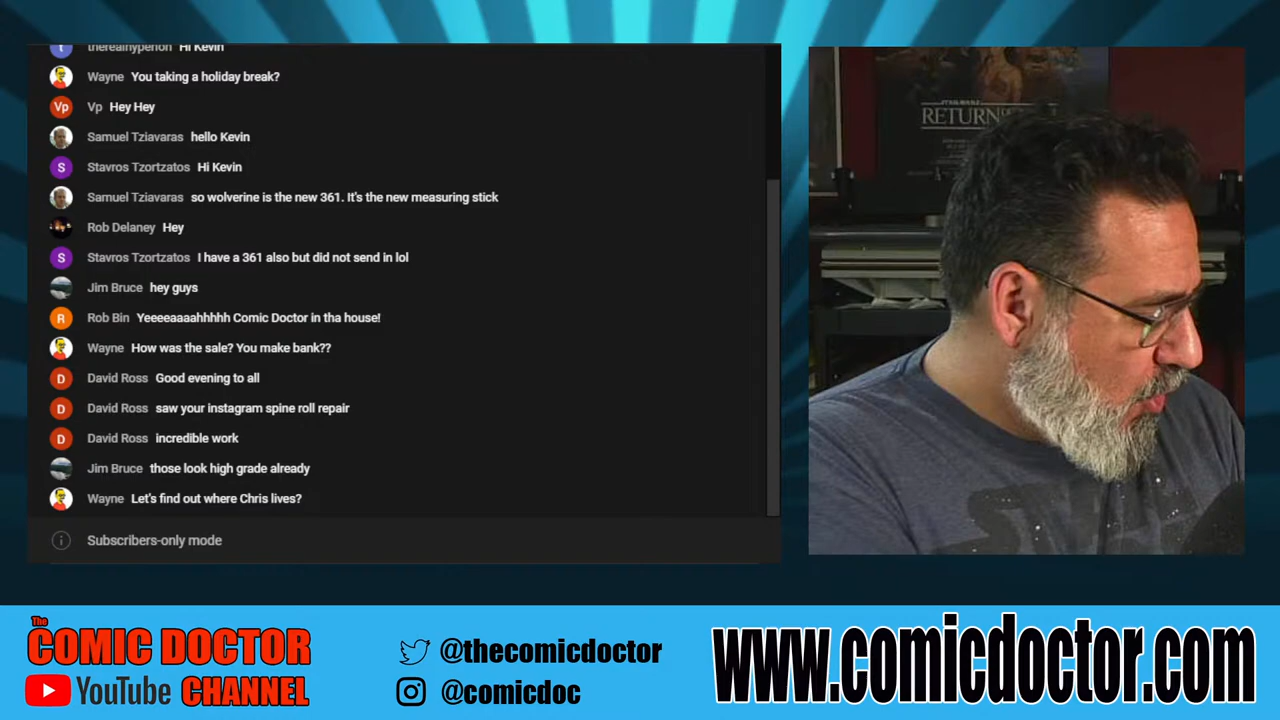 therealhyperion Hi Kevin
Wayne You taking a holiday break?
Vp Vp Hey Hey
Samuel Tziavaras hello Kevin
S Stavros Tzortzatos Hi Kevin
Samuel Tziavaras so wolverine is the new 361. It's the new measuring stick
Rob Delaney Hey
S Stavros Tzortzatos I have a 361 also but did not send in lol
Jim Bruce hey guys
R Rob Bin Yeeeeaaaahhhhh Comic Doctor in tha house!
Wayne How was the sale? You make bank??
D David Ross Good evening to all
D David Ross saw your instagram spine roll repair
D David Ross incredible work
Jim Bruce those look high grade already
Wayne Let's find out where Chris lives?
Subscribers-only mode
STAR WARS
RETURN OF
The
COMIC DOCTOR
YouTube CHANNEL
@thecomicdoctor
@comicdoc
www.comicdoctor.com